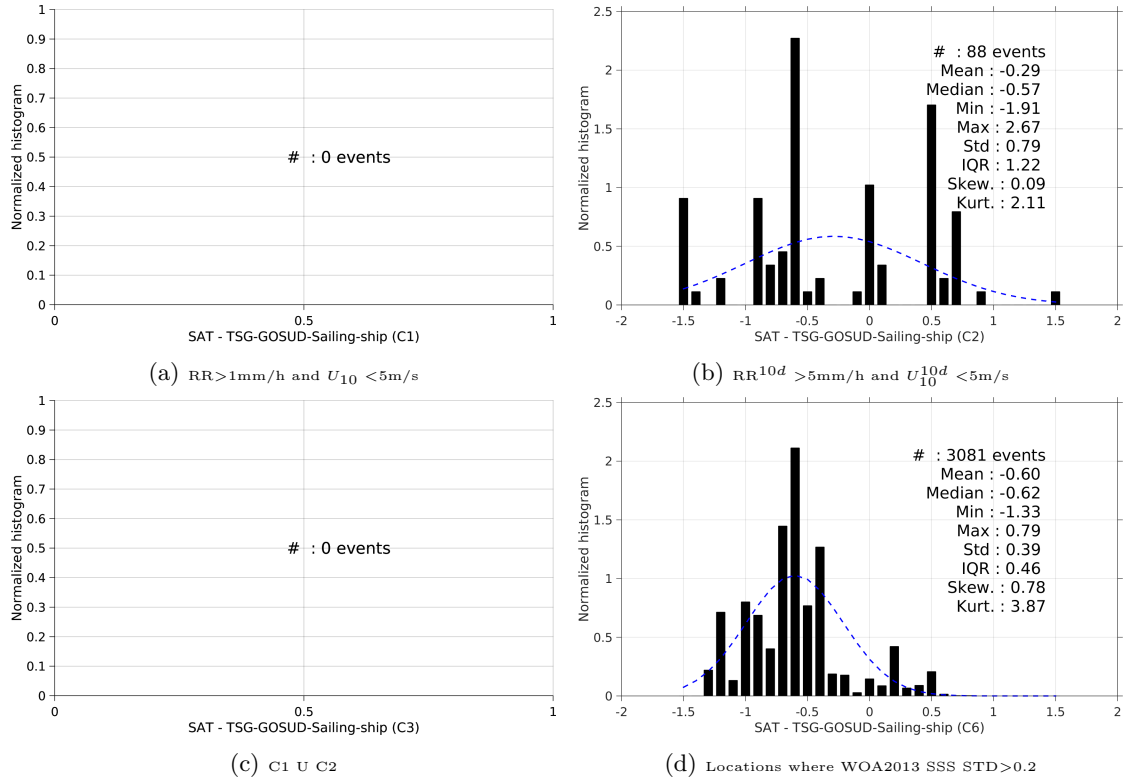 1
0.9
0.8
0.7
0.6
0.5
0.4
0.3
0.2
0.1
0
Normalized histogram
# : 0 events
0 0.5 1
SAT - TSG-GOSUD-Sailing-ship (C1)
(a) RR>1mm/h and U10 <5m/s
2.5
2
1.5
1
0.5
0
Normalized histogram
# : 88 events
Mean : -0.29
Median : -0.57
Min : -1.91
Max : 2.67
Std : 0.79
IQR : 1.22
Skew. : 0.09
Kurt. : 2.11
-2 -1.5 -1 -0.5 0 0.5 1 1.5 2
SAT - TSG-GOSUD-Sailing-ship (C2)
(b) RR10d >5mm/h and U10d10 <5m/s
1
0.9
0.8
0.7
0.6
0.5
0.4
0.3
0.2
0.1
0
Normalized histogram
# : 0 events
0 0.5 1
SAT - TSG-GOSUD-Sailing-ship (C3)
(c) C1 U C2
2.5
2
1.5
1
0.5
0
Normalized histogram
# : 3081 events
Mean : -0.60
Median : -0.62
Min : -1.33
Max : 0.79
Std : 0.39
IQR : 0.46
Skew. : 0.78
Kurt. : 3.87
-2 -1.5 -1 -0.5 0 0.5 1 1.5 2
SAT - TSG-GOSUD-Sailing-ship (C6)
(d) Locations where WOA2013 SSS STD>0.2